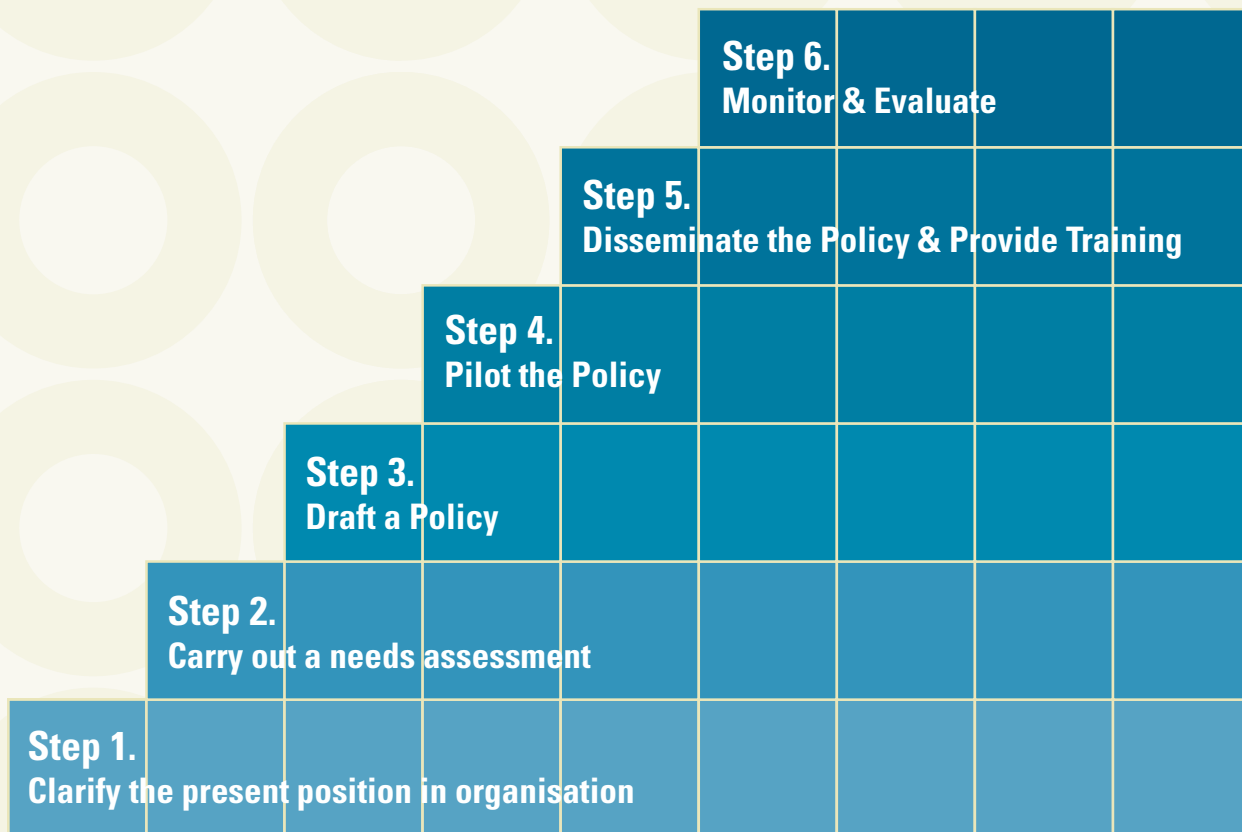 Step 6.
Monitor & Evaluate
Step 5.
Disseminate the Policy & Provide Training
Step 4.
Pilot the Policy
Step 3.
Draft a Policy
Step 2.
Carry out a needs assessment
Step 1.
Clarify the present position in organisation